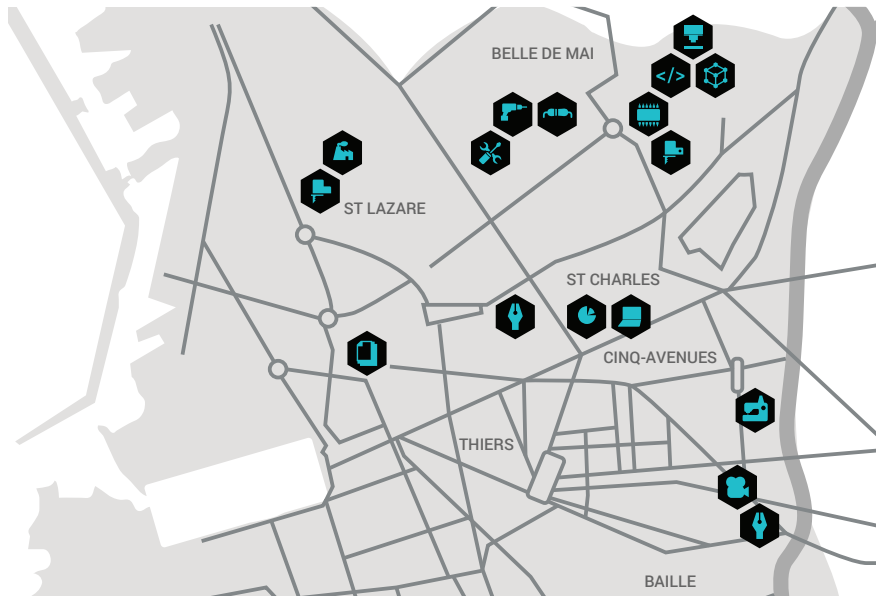 BELLE DE MAI
</>
ST LAZARE
ST CHARLES
CINQ-AVENUES
THIERS
BAILLE